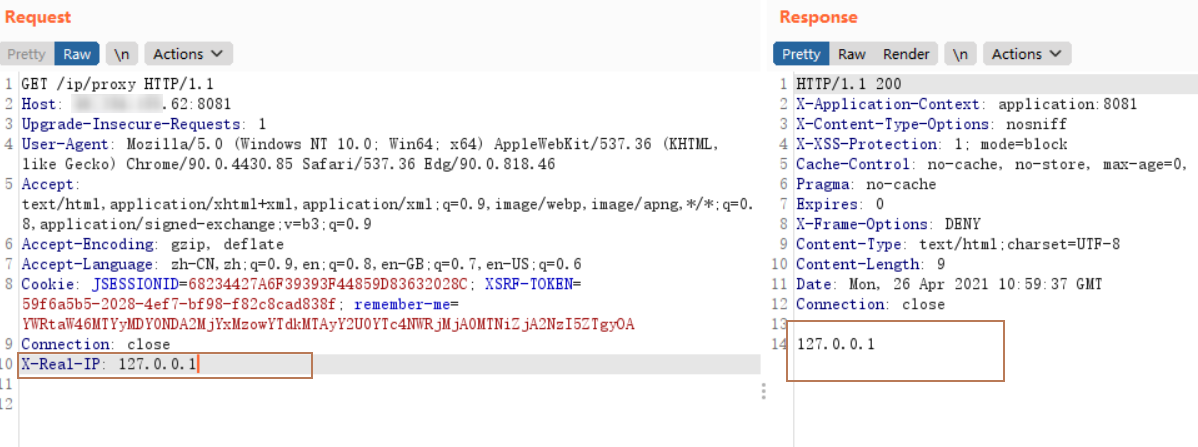 Request
Pretty Raw \n Actions
1 GET /ip/proxy HTTP/1.1
2 Host: .62:8081
3 Upgrade-Insecure-Requests: 1
4 User-Agent: Mozilla/5.0 (Windows NT 10.0; Win64; x64) AppleWebKit/537.36 (KHTML,
like Gecko) Chrome/90.0.4430.85 Safari/537.36 Edg/90.0.818.46
5 Accept:
text/html,application/xhtml+xml,application/xml;q=0.9,image/webp,image/apng,*/*;q=0.
8,application/signed-exchange;v=b3;q=0.9
6 Accept-Encoding: gzip, deflate
7 Accept-Language: zh-CN,zh;q=0.9,en;q=0.8,en-GB;q=0.7,en-US;q=0.6
8 Cookie: JSESSIONID=68234427A6F39393F44859D83632028C; XSRF-TOKEN=
59f6a5b5-2028-4ef7-bf98-f82c8cad838f; remember-me=
YWRtaW46MTYyMDY0NDA2MjYxMzowYTdkMTAyY2U0YTc4NWRjMjA0MTNiZjA2NzI5ZTgyOA
9 Connection: close
10 X-Real-IP: 127.0.0.1
11
12
Response
Pretty Raw Render \n Actions
1 HTTP/1.1 200
2 X-Application-Context: application:8081
3 X-Content-Type-Options: nosniff
4 X-XSS-Protection: 1; mode=block
5 Cache-Control: no-cache, no-store, max-age=0,
6 Pragma: no-cache
7 Expires: 0
8 X-Frame-Options: DENY
9 Content-Type: text/html;charset=UTF-8
10 Content-Length: 9
11 Date: Mon, 26 Apr 2021 10:59:37 GMT
12 Connection: close
13
14 127.0.0.1